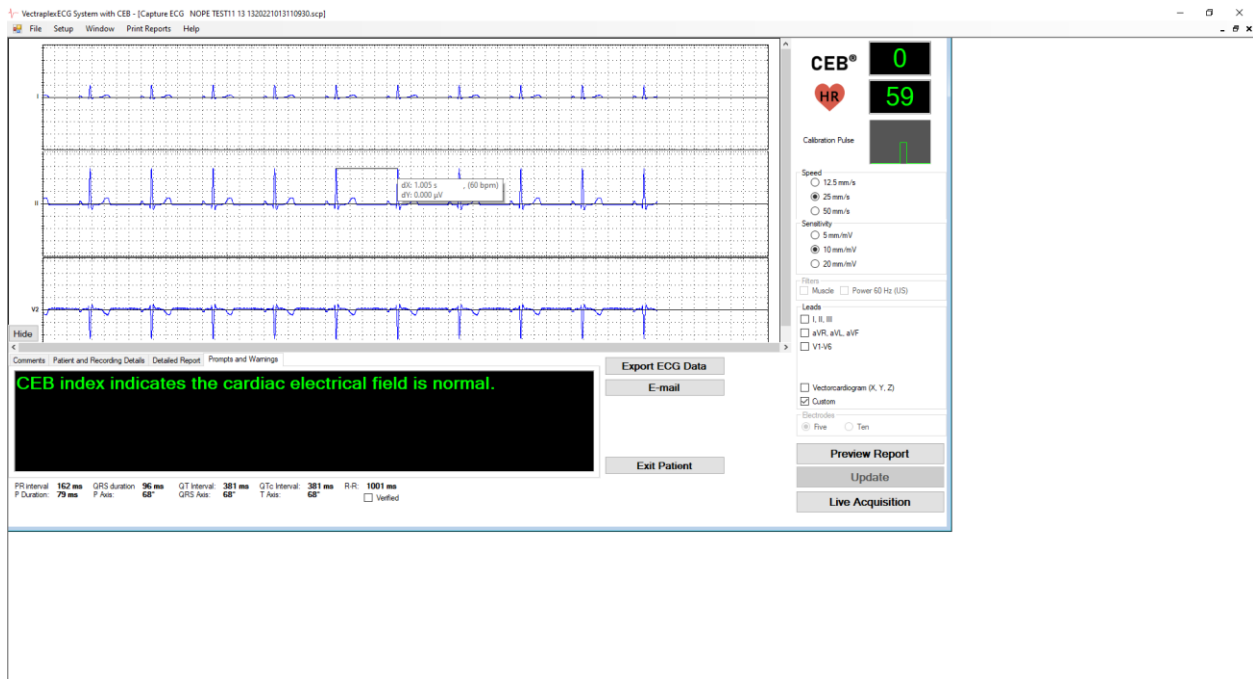 VectraplexECG System with CEB - [Capture ECG NOPE TEST11 13 1320221013110930.scp]
File Setup Window Print Reports Help
I
II
V2
dX: 1.005 s , (60 bpm)
dY: 0.000 µV
Hide
CEB® 0
HR 59
Calibration Pulse
Speed
12.5 mm/s
25 mm/s
50 mm/s
Sensitivity
5 mm/mV
10 mm/mV
20 mm/mV
Filters
Muscle Power 60 Hz (US)
Leads
I, II, III
aVR, aVL, aVF
V1-V6
Vectorcardiogram (X, Y, Z)
Custom
Electrodes
Five Ten
Preview Report
Update
Live Acquisition
Comments Patient and Recording Details Detailed Report Prompts and Warnings
CEB index indicates the cardiac electrical field is normal.
Export ECG Data
E-mail
Exit Patient
PR interval 162 ms QRS duration 96 ms QT Interval: 381 ms QTc Interval: 381 ms R-R: 1001 ms
P Duration: 79 ms P Axis: 68° QRS Axis: 68° T Axis: 68° Verified